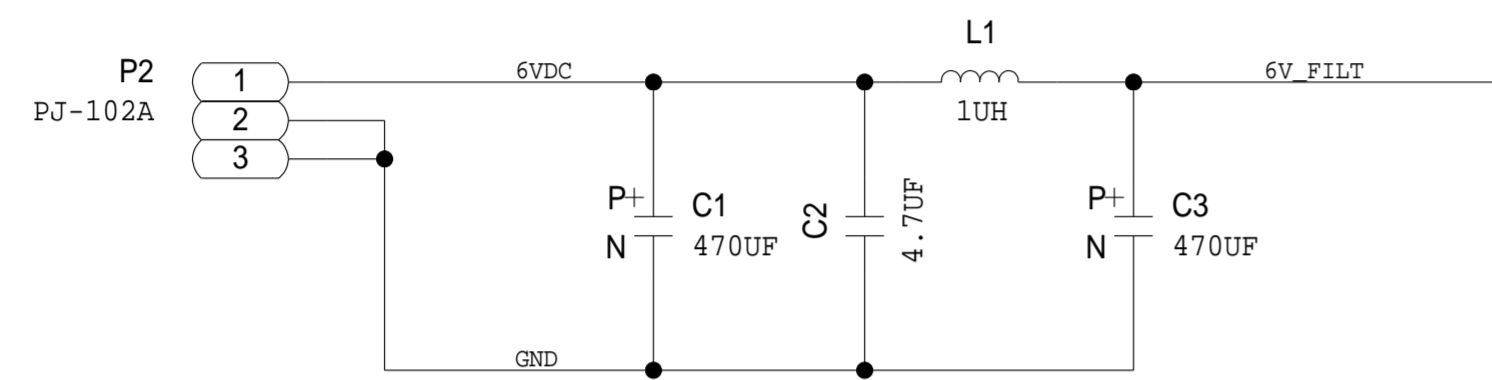 L1
P2
1
6VDC
6V_FILT
PJ-102A
2
1UH
3
P+
C1
C2
4.7UF
P+
C3
N
470UF
N
470UF
GND